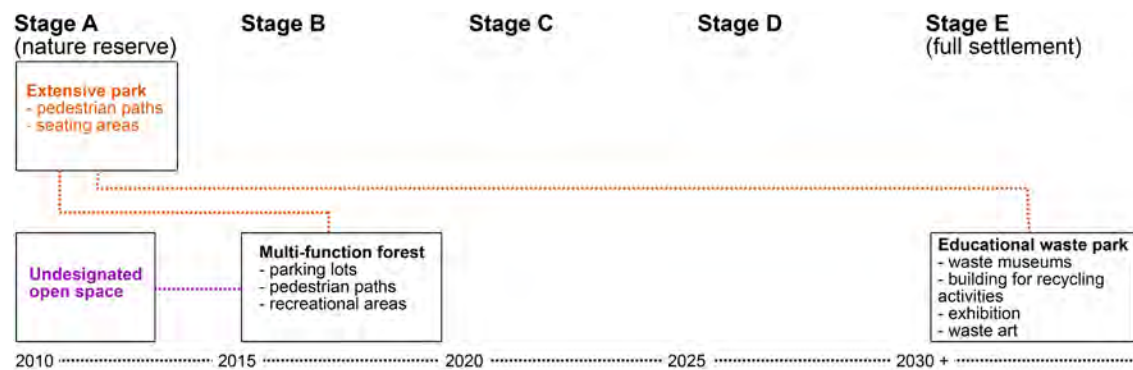 Stage A
(nature reserve)
Stage B
Stage C
Stage D
Stage E
(full settlement)
Extensive park
- pedestrian paths
- seating areas
Undesignated
open space
Multi-function forest
- parking lots
- pedestrian paths
- recreational areas
Educational waste park
- waste museums
- building for recycling
activities
- exhibition
- waste art
2010
2015
2020
2025
2030 +